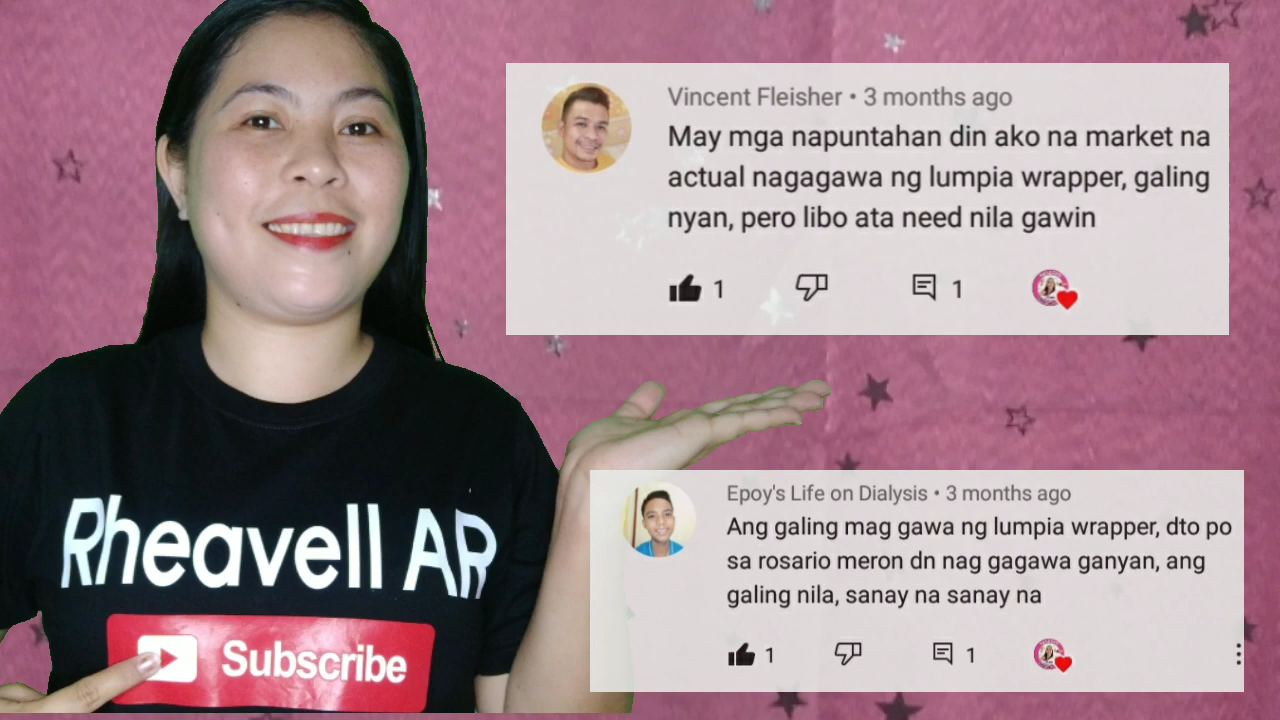 Vincent Fleisher • 3 months ago
May mga napuntahan din ako na market na
actual nagagawa ng lumpia wrapper, galing
nyan, pero libo ata need nila gawin
1
1
Epoy's Life on Dialysis • 3 months ago
Ang galing mag gawa ng lumpia wrapper, dto po
sa rosario meron dn nag gagawa ganyan, ang
galing nila, sanay na sanay na
1
1
Rheavell AR
Subscribe